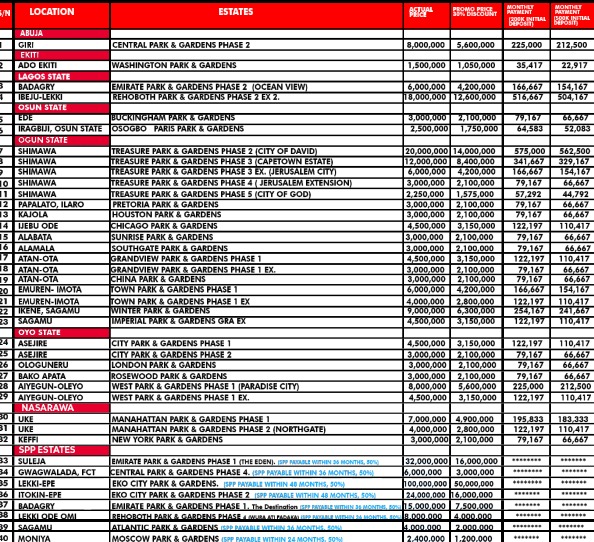 S/N LOCATION ESTATES ACTUAL PRICE PROMO PRICE 30% DISCOUNT MONTHLY PAYMENT (200K INITIAL DEPOSIT) MONTHLY PAYMENT (500K INITIAL DEPOSIT)
ABUJA
1 GIRI CENTRAL PARK & GARDENS PHASE 2 8,000,000 5,600,000 225,000 212,500
EKITI
2 ADO EKITI WASHINGTON PARK & GARDENS 1,500,000 1,050,000 35,417 22,917
LAGOS STATE
3 BADAGRY EMIRATE PARK & GARDENS PHASE 2 (OCEAN VIEW) 6,000,000 4,200,000 166,667 154,167
4 IBEJU-LEKKI REHOBOTH PARK & GARDENS PHASE 2 EX 2. 18,000,000 12,600,000 516,667 504,167
OSUN STATE
5 EDE BUCKINGHAM PARK & GARDENS 3,000,000 2,100,000 79,167 66,667
6 IRAGBIJI, OSUN STATE OSOGBO PARIS PARK & GARDENS 2,500,000 1,750,000 64,583 52,083
OGUN STATE
7 SHIMAWA TREASURE PARK & GARDENS PHASE 2 (CITY OF DAVID) 20,000,000 14,000,000 575,000 562,500
8 SHIMAWA TREASURE PARK & GARDENS PHASE 3 (CAPETOWN ESTATE) 12,000,000 8,400,000 341,667 329,167
9 SHIMAWA TREASURE PARK & GARDENS PHASE 3 EX. (JERUSALEM CITY) 6,000,000 4,200,000 166,667 154,167
10 SHIMAWA TREASURE PARK & GARDENS PHASE 4 ( JERUSALEM EXTENSION) 3,000,000 2,100,000 79,167 66,667
11 SHIMAWA TREASURE PARK & GARDENS PHASE 5 (CITY OF GOD) 2,250,000 1,575,000 57,292 44,792
12 PAPALATO, ILARO PRETORIA PARK & GARDENS 3,000,000 2,100,000 79,167 66,667
13 KAJOLA HOUSTON PARK & GARDENS 3,000,000 2,100,000 79,167 66,667
14 IJEBU ODE CHICAGO PARK & GARDENS 4,500,000 3,150,000 122,197 110,417
15 ALABATA SUNRISE PARK & GARDENS 3,000,000 2,100,000 79,167 66,667
16 ALAMALA SOUTHGATE PARK & GARDENS 3,000,000 2,100,000 79,167 66,667
17 ATAN-OTA GRANDVIEW PARK & GARDENS PHASE 1 4,500,000 3,150,000 122,197 110,417
18 ATAN-OTA GRANDVIEW PARK & GARDENS PHASE 1 EX. 3,000,000 2,100,000 79,167 66,667
19 ATAN-OTA CHINA PARK & GARDENS 3,000,000 2,100,000 79,167 66,667
20 EMUREN- IMOTA TOWN PARK & GARDENS PHASE 1 6,000,000 4,200,000 166,667 154,167
21 EMUREN-IMOTA TOWN PARK & GARDENS PHASE 1 EX 4,000,000 2,800,000 122,197 110,417
22 IKENE, SAGAMU WINTER PARK & GARDENS 9,000,000 6,300,000 254,167 241,667
23 SAGAMU IMPERIAL PARK & GARDENS GRA EX 4,500,000 3,150,000 122,197 110,417
OYO STATE
24 ASEJIRE CITY PARK & GARDENS PHASE 1 4,500,000 3,150,000 122,197 110,417
25 ASEJIRE CITY PARK & GARDENS PHASE 2 3,000,000 2,100,000 79,167 66,667
26 OLOGUNERU LONDON PARK & GARDENS 3,000,000 2,100,000 79,167 66,667
27 BAKO APATA ROSEWOOD PARK & GARDENS 3,000,000 2,100,000 79,167 66,667
28 AIYEGUN-OLEYO WEST PARK & GARDENS PHASE 1 (PARADISE CITY) 8,000,000 5,600,000 225,000 212,500
29 AIYEGUN-OLEYO WEST PARK & GARDENS PHASE 1 EX. 4,500,000 3,150,000 122,197 110,417
NASARAWA
30 UKE MANAHATTAN PARK & GARDENS PHASE 1 7,000,000 4,900,000 195,833 183,333
31 UKE MANAHATTAN PARK & GARDENS PHASE 2 (NORTHGATE) 4,000,000 2,800,000 122,197 110,417
32 KEFFI NEW YORK PARK & GARDENS 3,000,000 2,100,000 79,167 66,667
SPP ESTATES
33 SULEJA EMIRATE PARK & GARDENS PHASE 1 (THE EDEN). (SPP PAYABLE WITHIN 36 MONTHS, 50%) 32,000,000 16,000,000 ******** *******
34 GWAGWALADA, FCT CENTRAL PARK & GARDENS PHASE 4. (SPP PAYABLE WITHIN 36 MONTHS, 50%) 6,000,000 3,000,000 ******** *******
35 LEKKI-EPE EKO CITY PARK & GARDENS. (SPP PAYABLE WITHIN 48 MONTHS, 50%) 100,000,000 50,000,000 ******** *******
36 ITOKIN-EPE EKO CITY PARK & GARDENS PHASE 2 (SPP PAYABLE WITHIN 48 MONTHS, 50%) 24,000,000 16,000,000 ******** *******
37 BADAGRY EMIRATE PARK & GARDENS PHASE 1. The Destination (SPP PAYABLE WITHIN 36 MONTHS, 50%) 15,000,000 7,500,000 ******** *******
38 LEKKI ODE OMI REHOBOTH PARK & GARDENS PHASE 4 (SPP PAYABLE WITHIN 36 MONTHS, 50%) 8,000,000 4,000,000 ******** *******
39 SAGAMU ATLANTIC PARK & GARDENS (SPP PAYABLE WITHIN 36 MONTHS, 50%) 4,000,000 2,000,000 ******** *******
40 MONIYA MOSCOW PARK & GARDENS (SPP PAYABLE WITHIN 24 MONTHS, 50%) 2,400,000 1,200,000 ******** *******